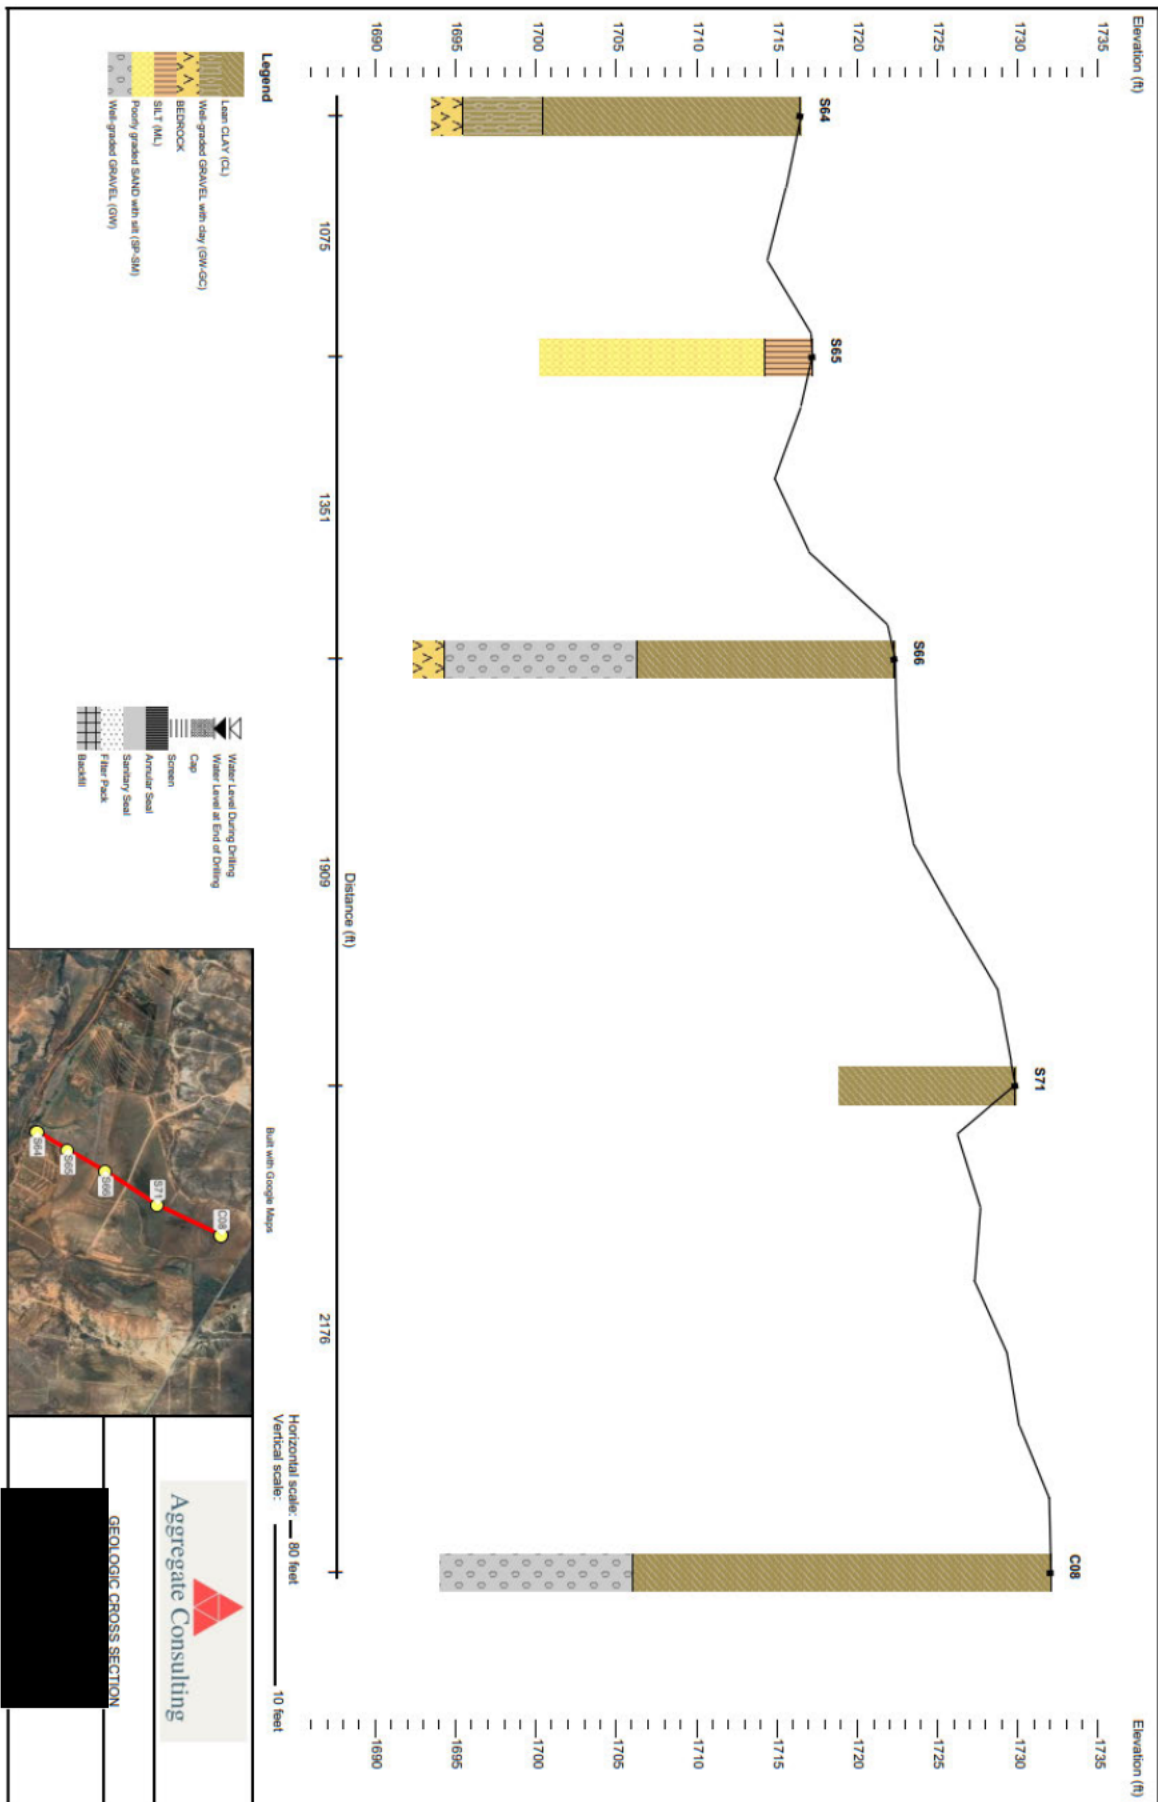 Elevation (ft)
Elevation (ft)
1735
1735
1730
1730
1725
1725
1720
1720
1715
1715
1710
1710
1705
1705
1700
1700
1695
1695
1690
1690
S64
S65
S66
S71
C08
1075
1351
1909
2176
Distance (ft)
Legend
Lean CLAY (CL)
Well-graded GRAVEL with clay (GW-GC)
BEDROCK
SILT (ML)
Poorly graded SAND with silt (SP-SM)
Well-graded GRAVEL (GW)
Water Level During Drilling
Water Level at End of Drilling
Cap
Screen
Annular Seal
Sanitary Seal
Filter Pack
Backfill
Built with Google Maps
C08
S71
S66
S65
S64
Horizontal scale: 80 feet
Vertical scale: 10 feet
Aggregate Consulting
GEOLOGIC CROSS SECTION